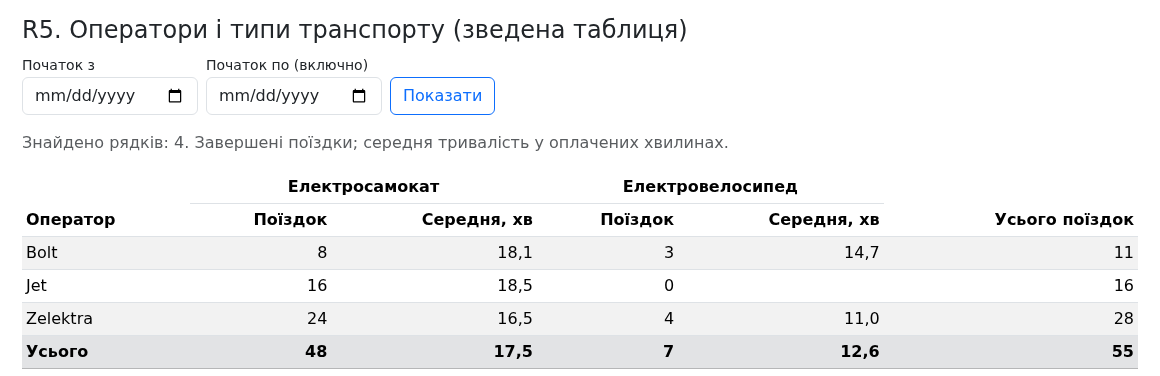 R5. Оператори і типи транспорту (зведена таблиця)
Початок з Початок по (включно)
mm/dd/yyyy mm/dd/yyyy Показати
Знайдено рядків: 4. Завершені поїздки; середня тривалість у оплачених хвилинах.
Електросамокат Електровелосипед
Оператор Поїздок Середня, хв Поїздок Середня, хв Усього поїздок
Bolt 8 18,1 3 14,7 11
Jet 16 18,5 0 16
Zelektra 24 16,5 4 11,0 28
Усього 48 17,5 7 12,6 55